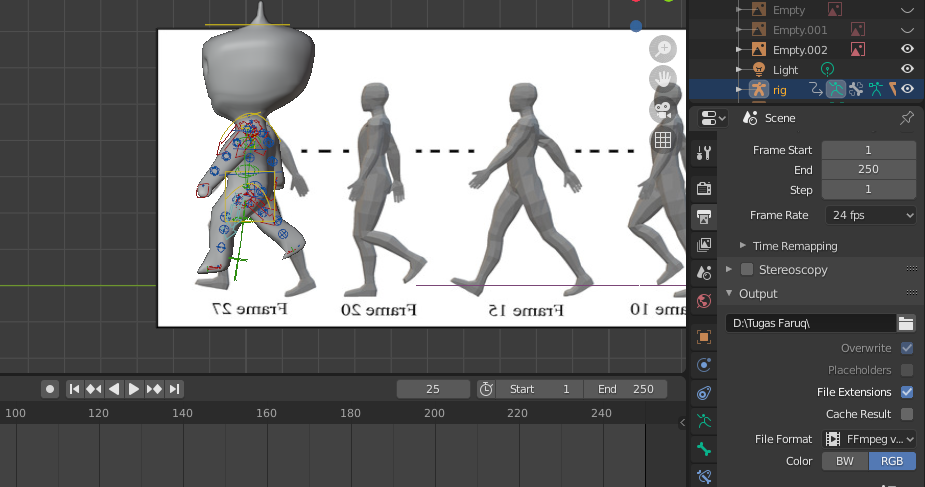 Empty
Empty.001
Empty.002
Light
rig
Scene
Frame Start 1
End 250
Step 1
Frame Rate 24 fps
Time Remapping
Stereoscopy
Output
D:\Tugas Faruq\
Overwrite
Placeholders
File Extensions
Cache Result
File Format FFmpeg v...
Color BW RGB
Frame 27
Frame 20
Frame 15
10
25 Start 1 End 250
100 120 140 160 180 200 220 240